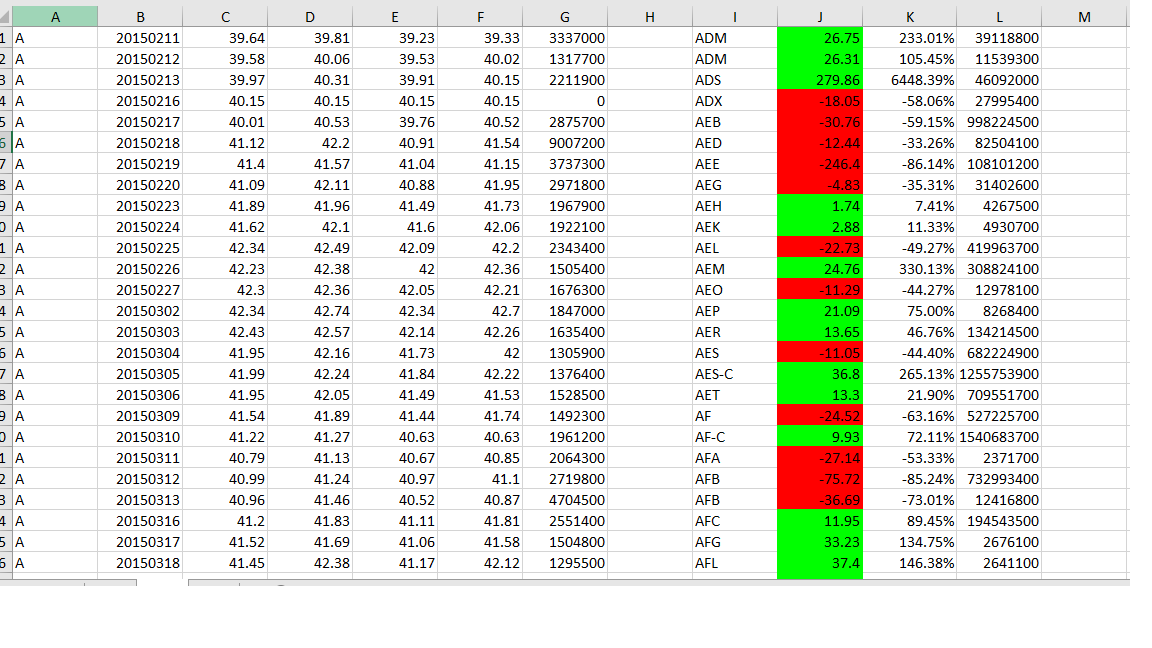 A B C D E F G H I J K L M
1 A 20150211 39.64 39.81 39.23 39.33 3337000 ADM 26.75 233.01% 39118800
2 A 20150212 39.58 40.06 39.53 40.02 1317700 ADM 26.31 105.45% 11539300
3 A 20150213 39.97 40.31 39.91 40.15 2211900 ADS 279.86 6448.39% 46092000
4 A 20150216 40.15 40.15 40.15 40.15 0 ADX -18.05 -58.06% 27995400
5 A 20150217 40.01 40.53 39.76 40.52 2875700 AEB -30.76 -59.15% 998224500
6 A 20150218 41.12 42.2 40.91 41.54 9007200 AED -12.44 -33.26% 82504100
7 A 20150219 41.4 41.57 41.04 41.15 3737300 AEE -246.4 -86.14% 108101200
8 A 20150220 41.09 42.11 40.88 41.95 2971800 AEG -4.83 -35.31% 31402600
9 A 20150223 41.89 41.96 41.49 41.73 1967900 AEH 1.74 7.41% 4267500
0 A 20150224 41.62 42.1 41.6 42.06 1922100 AEK 2.88 11.33% 4930700
1 A 20150225 42.34 42.49 42.09 42.2 2343400 AEL -22.73 -49.27% 419963700
2 A 20150226 42.23 42.38 42 42.36 1505400 AEM 24.76 330.13% 308824100
3 A 20150227 42.3 42.36 42.05 42.21 1676300 AEO -11.29 -44.27% 12978100
4 A 20150302 42.34 42.74 42.34 42.7 1847000 AEP 21.09 75.00% 8268400
5 A 20150303 42.43 42.57 42.14 42.26 1635400 AER 13.65 46.76% 134214500
6 A 20150304 41.95 42.16 41.73 42 1305900 AES -11.05 -44.40% 682224900
7 A 20150305 41.99 42.24 41.84 42.22 1376400 AES-C 36.8 265.13% 1255753900
8 A 20150306 41.95 42.05 41.49 41.53 1528500 AET 13.3 21.90% 709551700
9 A 20150309 41.54 41.89 41.44 41.74 1492300 AF -24.52 -63.16% 527225700
0 A 20150310 41.22 41.27 40.63 40.63 1961200 AF-C 9.93 72.11% 1540683700
1 A 20150311 40.79 41.13 40.67 40.85 2064300 AFA -27.14 -53.33% 2371700
2 A 20150312 40.99 41.24 40.97 41.1 2719800 AFB -75.72 -85.24% 732993400
3 A 20150313 40.96 41.46 40.52 40.87 4704500 AFB -36.69 -73.01% 12416800
4 A 20150316 41.2 41.83 41.11 41.81 2551400 AFC 11.95 89.45% 194543500
5 A 20150317 41.52 41.69 41.06 41.58 1504800 AFG 33.23 134.75% 2676100
6 A 20150318 41.45 42.38 41.17 42.12 1295500 AFL 37.4 146.38% 2641100